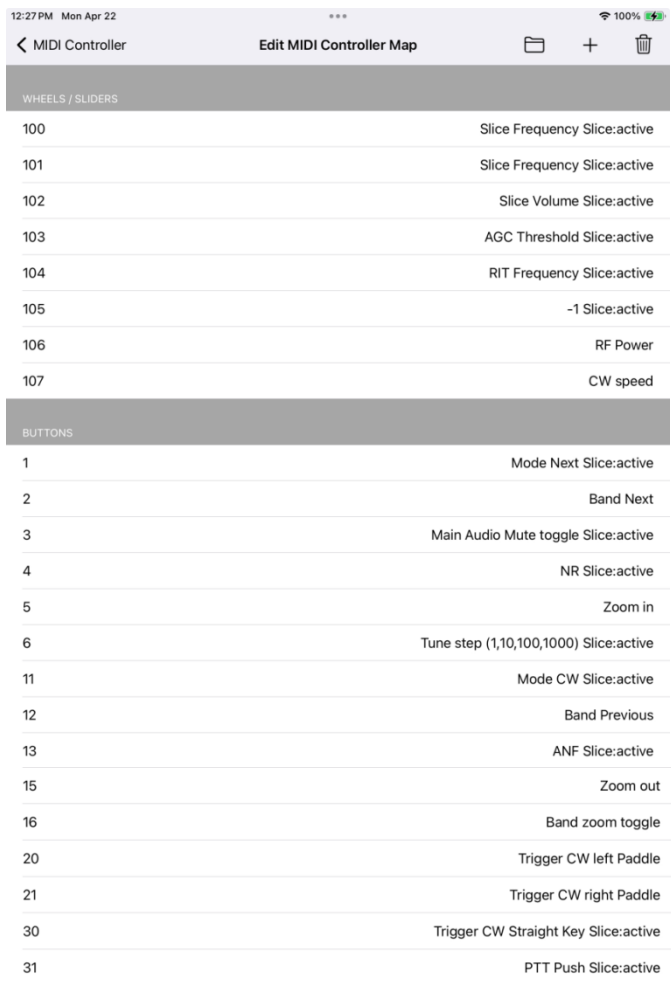 12:27 PM Mon Apr 22 100%
MIDI Controller Edit MIDI Controller Map
WHEELS / SLIDERS
100 Slice Frequency Slice:active
101 Slice Frequency Slice:active
102 Slice Volume Slice:active
103 AGC Threshold Slice:active
104 RIT Frequency Slice:active
105 -1 Slice:active
106 RF Power
107 CW speed
BUTTONS
1 Mode Next Slice:active
2 Band Next
3 Main Audio Mute toggle Slice:active
4 NR Slice:active
5 Zoom in
6 Tune step (1,10,100,1000) Slice:active
11 Mode CW Slice:active
12 Band Previous
13 ANF Slice:active
15 Zoom out
16 Band zoom toggle
20 Trigger CW left Paddle
21 Trigger CW right Paddle
30 Trigger CW Straight Key Slice:active
31 PTT Push Slice:active